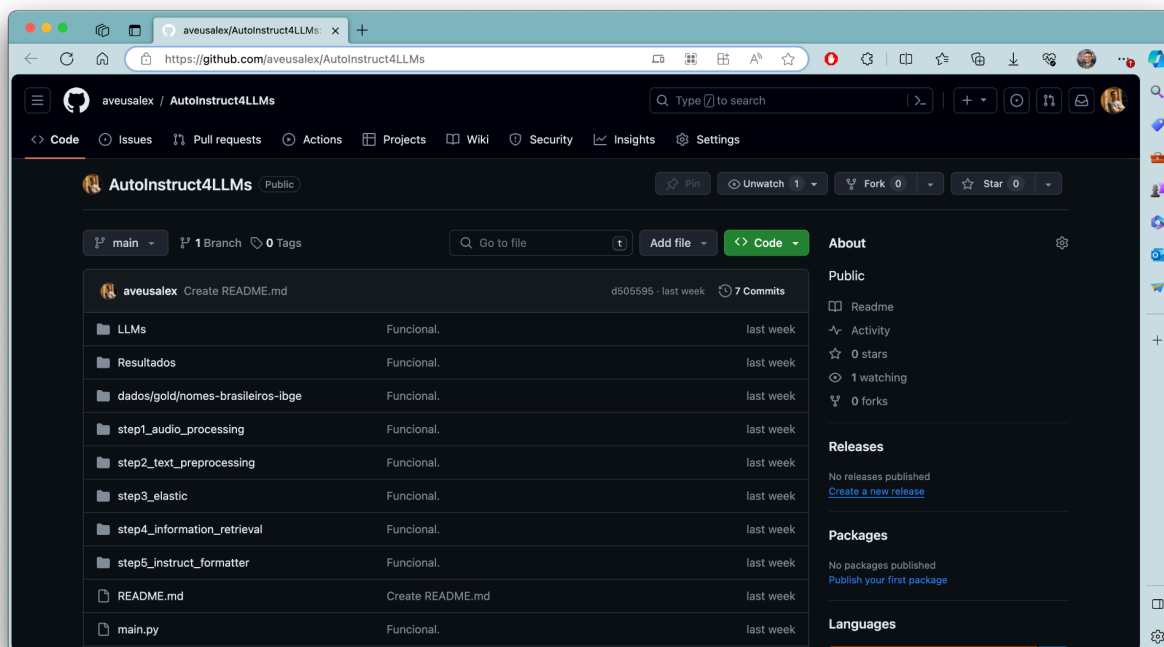 aveusalex/AutoInstruct4LLMs:
https://github.com/aveusalex/AutoInstruct4LLMs
aveusalex / AutoInstruct4LLMs
Type / to search
Code Issues Pull requests Actions Projects Wiki Security Insights Settings
AutoInstruct4LLMs Public
Pin Unwatch 1 Fork 0 Star 0
main 1 Branch 0 Tags Go to file t Add file Code
aveusalex Create README.md d505595 · last week 7 Commits
LLMs Funcional. last week
Resultados Funcional. last week
dados/gold/nomes-brasileiros-ibge Funcional. last week
step1_audio_processing Funcional. last week
step2_text_preprocessing Funcional. last week
step3_elastic Funcional. last week
step4_information_retrieval Funcional. last week
step5_instruct_formatter Funcional. last week
README.md Create README.md last week
main.py Funcional. last week
About
Public
Readme
Activity
0 stars
1 watching
0 forks
Releases
No releases published
Create a new release
Packages
No packages published
Publish your first package
Languages